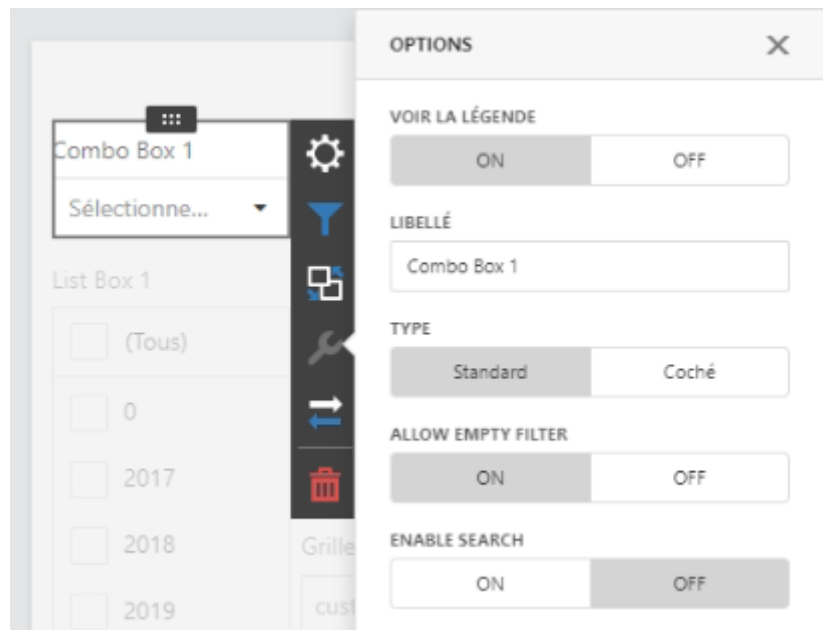 OPTIONS
VOIR LA LÉGENDE
ON OFF
LIBELLÉ
Combo Box 1
TYPE
Standard Coché
ALLOW EMPTY FILTER
ON OFF
ENABLE SEARCH
ON OFF
Combo Box 1
Sélectionne...
List Box 1
(Tous)
0
2017
2018
2019
Grille
cust